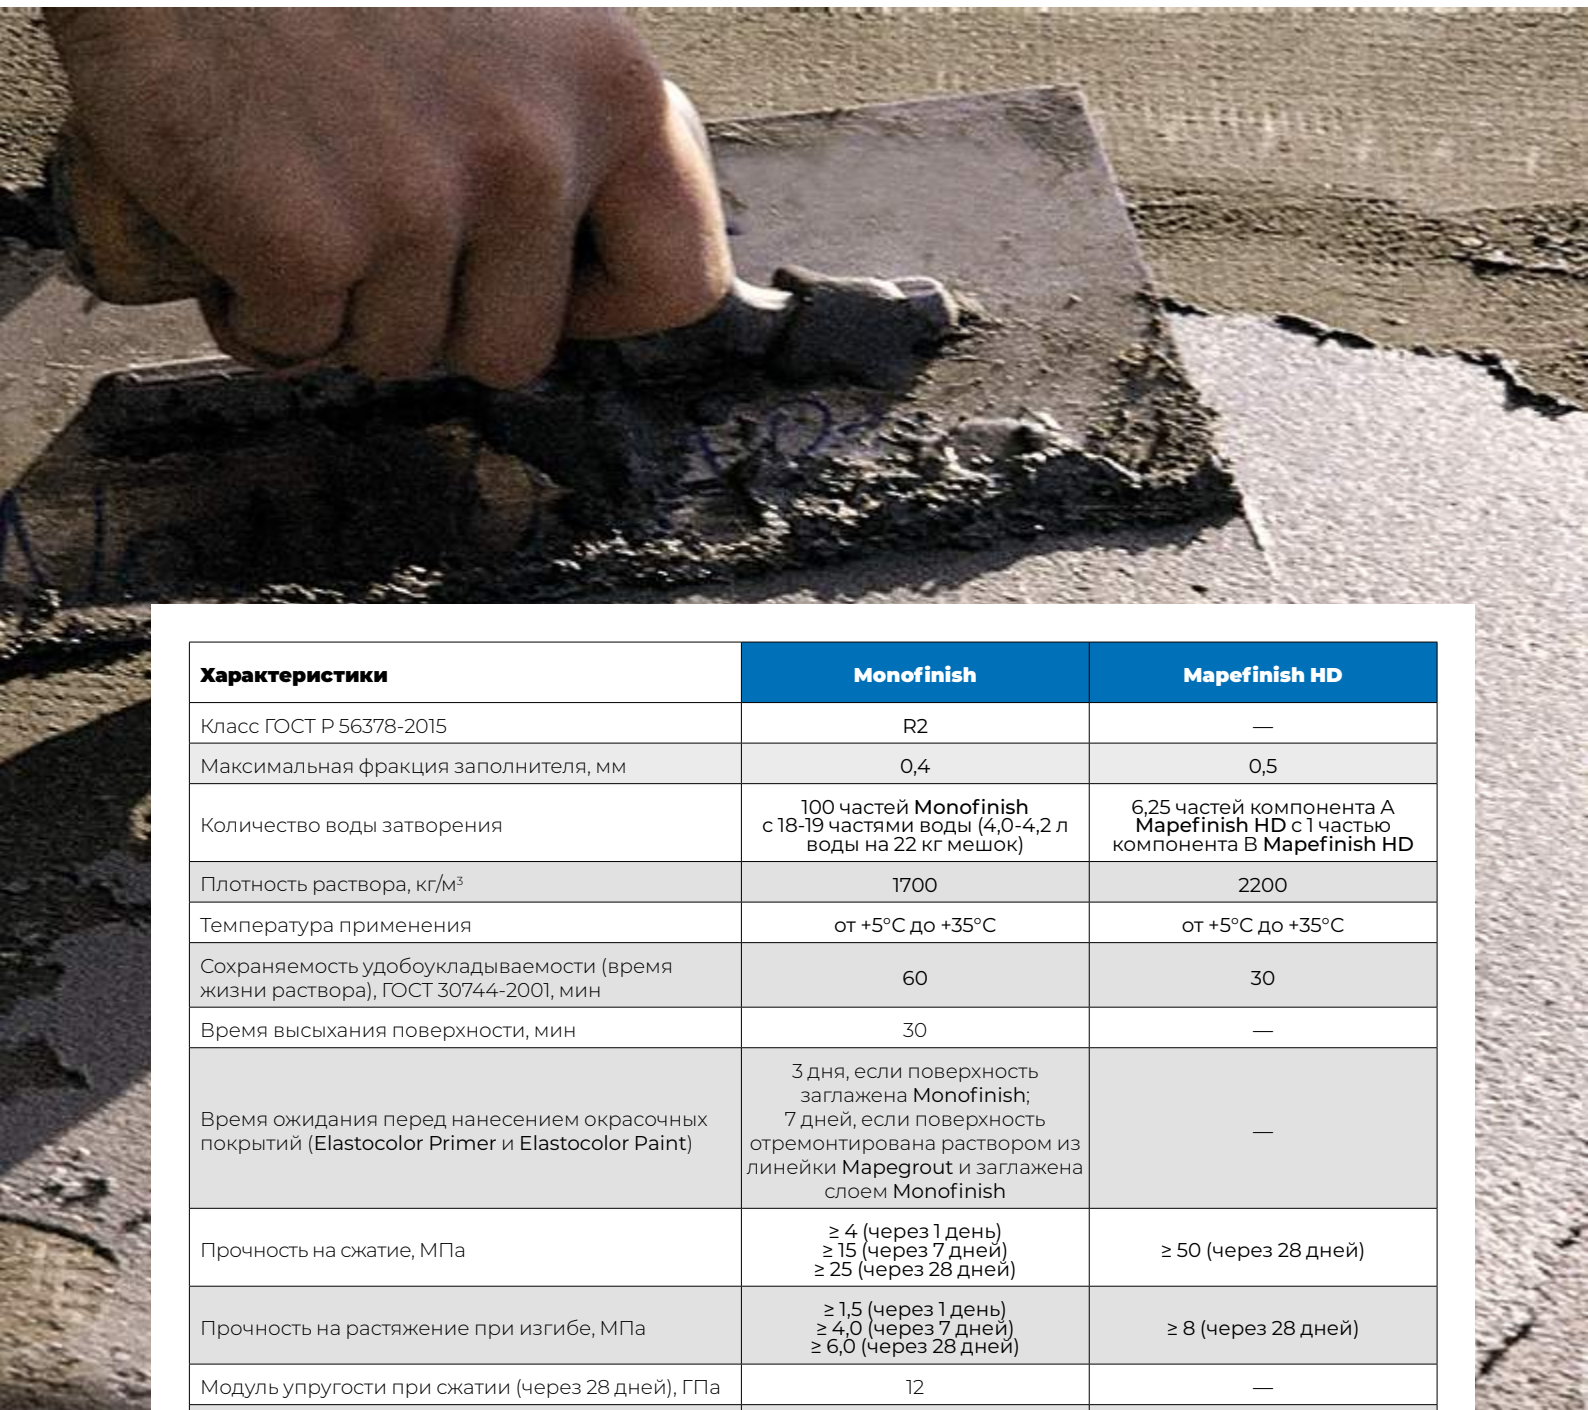 Характеристики
Monofinish
Mapefinish HD
Класс ГОСТ Р 56378-2015
R2
—
Максимальная фракция заполнителя, мм
0,4
0,5
Количество воды затворения
100 частей Monofinish
с 18-19 частями воды (4,0-4,2 л
воды на 22 кг мешок)
6,25 частей компонента А
Mapefinish HD с 1 частью
компонента В Mapefinish HD
Плотность раствора, кг/м³
1700
2200
Температура применения
от +5°С до +35°С
от +5°С до +35°С
Сохраняемость удобоукладываемости (время
жизни раствора), ГОСТ 30744-2001, мин
60
30
Время высыхания поверхности, мин
30
—
Время ожидания перед нанесением окрасочных
покрытий (Elastocolor Primer и Elastocolor Paint)
3 дня, если поверхность
заглажена Monofinish;
7 дней, если поверхность
отремонтирована раствором из
линейки Mapegrout и заглажена
слоем Monofinish
—
Прочность на сжатие, МПа
≥ 4 (через 1 день)
≥ 15 (через 7 дней)
≥ 25 (через 28 дней)
≥ 50 (через 28 дней)
Прочность на растяжение при изгибе, МПа
≥ 1,5 (через 1 день)
≥ 4,0 (через 7 дней)
≥ 6,0 (через 28 дней)
≥ 8 (через 28 дней)
Модуль упругости при сжатии (через 28 дней), ГПа
12
—